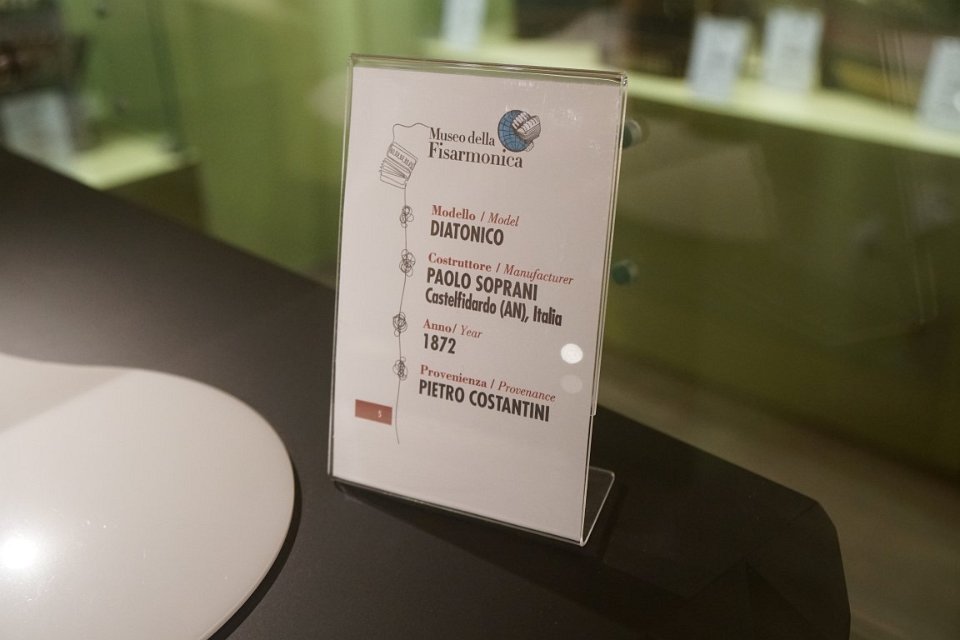 Museo della
Fisarmonica
Modello / Model
DIATONICO
Costruttore / Manufacturer
PAOLO SOPRANI
Castelfidardo (AN), Italia
Anno/ Year
1872
Provenienza / Provenance
PIETRO COSTANTINI
5